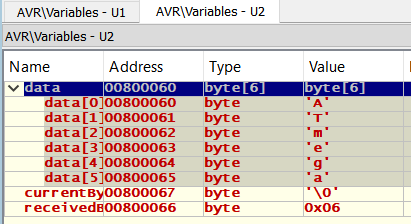 AVR\Variables - U1 AVR\Variables - U2
AVR\Variables - U2
Name Address Type Value
data 00800060 byte[6] byte[6]
data[0] 00800060 byte 'A'
data[1] 00800061 byte 'T'
data[2] 00800062 byte 'm'
data[3] 00800063 byte 'e'
data[4] 00800064 byte 'g'
data[5] 00800065 byte 'a'
currentBy 00800067 byte '\0'
receivedB 00800066 byte 0x06